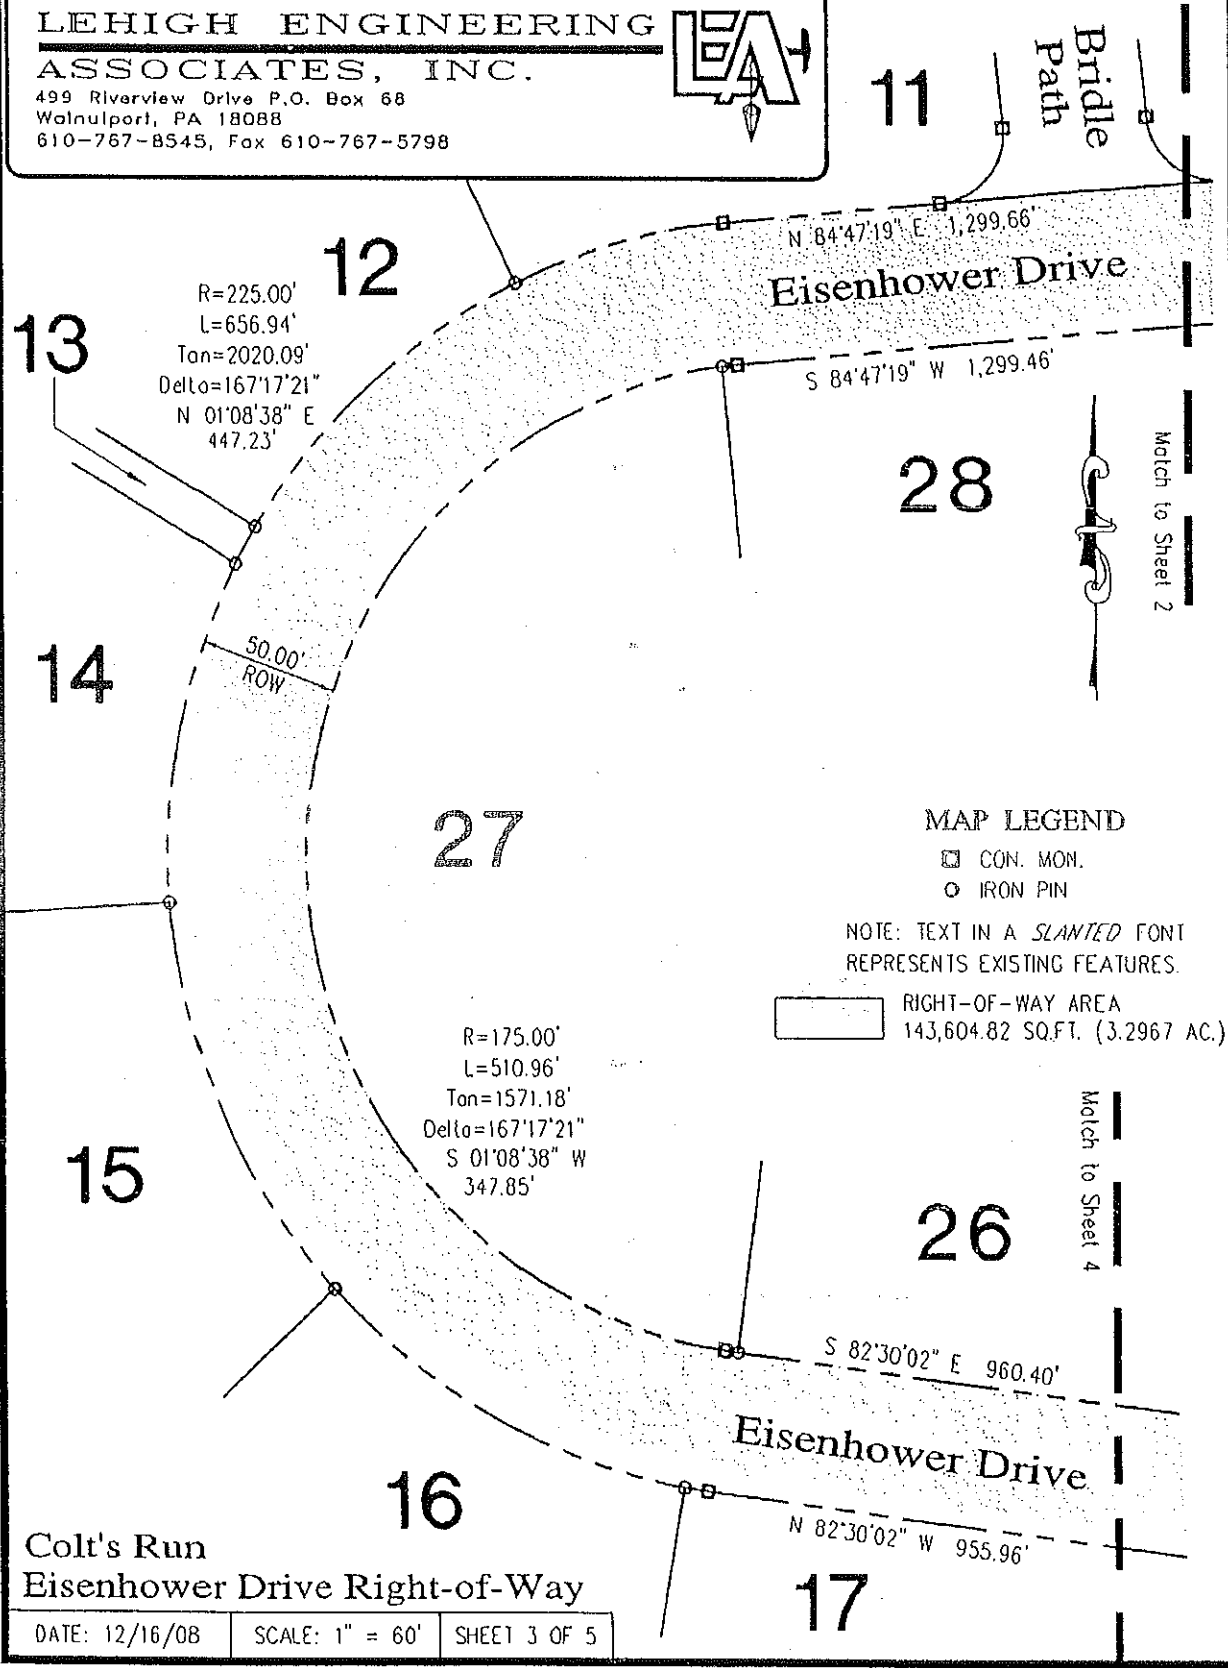 LEHIGH ENGINEERING
ASSOCIATES, INC.
499 Riverview Drive P.O. Box 68
Walnutport, PA 18088
610-767-8545, Fax 610-767-5798
LEA
11
Bridle
Path
12
N 84°47'19" E 1,299.66'
Eisenhower Drive
S 84°47'19" W 1,299.46'
13
R=225.00'
L=656.94'
Tan=2020.09'
Delta=167°17'21"
N 01°08'38" E
447.23'
28
Match to Sheet 2
14
50.00'
ROW
27
MAP LEGEND
CON. MON.
IRON PIN
NOTE: TEXT IN A SLANTED FONT
REPRESENTS EXISTING FEATURES.
RIGHT-OF-WAY AREA
143,604.82 SQ.FT. (3.2967 AC.)
R=175.00'
L=510.96'
Tan=1571.18'
Delta=167°17'21"
S 01°08'38" W
347.85'
15
26
Match to Sheet 4
S 82°30'02" E 960.40'
Eisenhower Drive
N 82°30'02" W 955.96'
16
17
Colt's Run
Eisenhower Drive Right-of-Way
DATE: 12/16/08 SCALE: 1" = 60' SHEET 3 OF 5